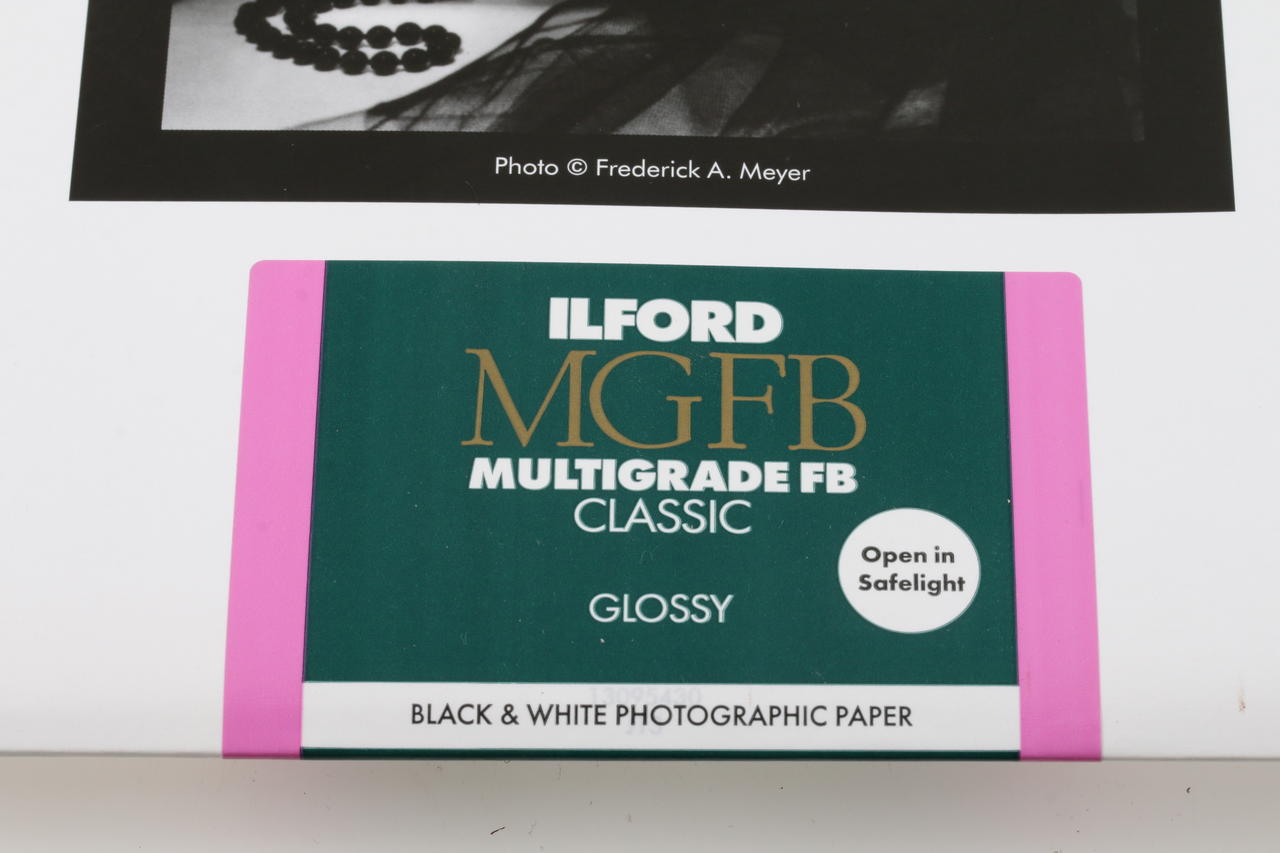 Photo © Frederick A. Meyer
ILFORD
MGFB
MULTIGRADE FB
CLASSIC
GLOSSY
Open in
Safelight
BLACK & WHITE PHOTOGRAPHIC PAPER